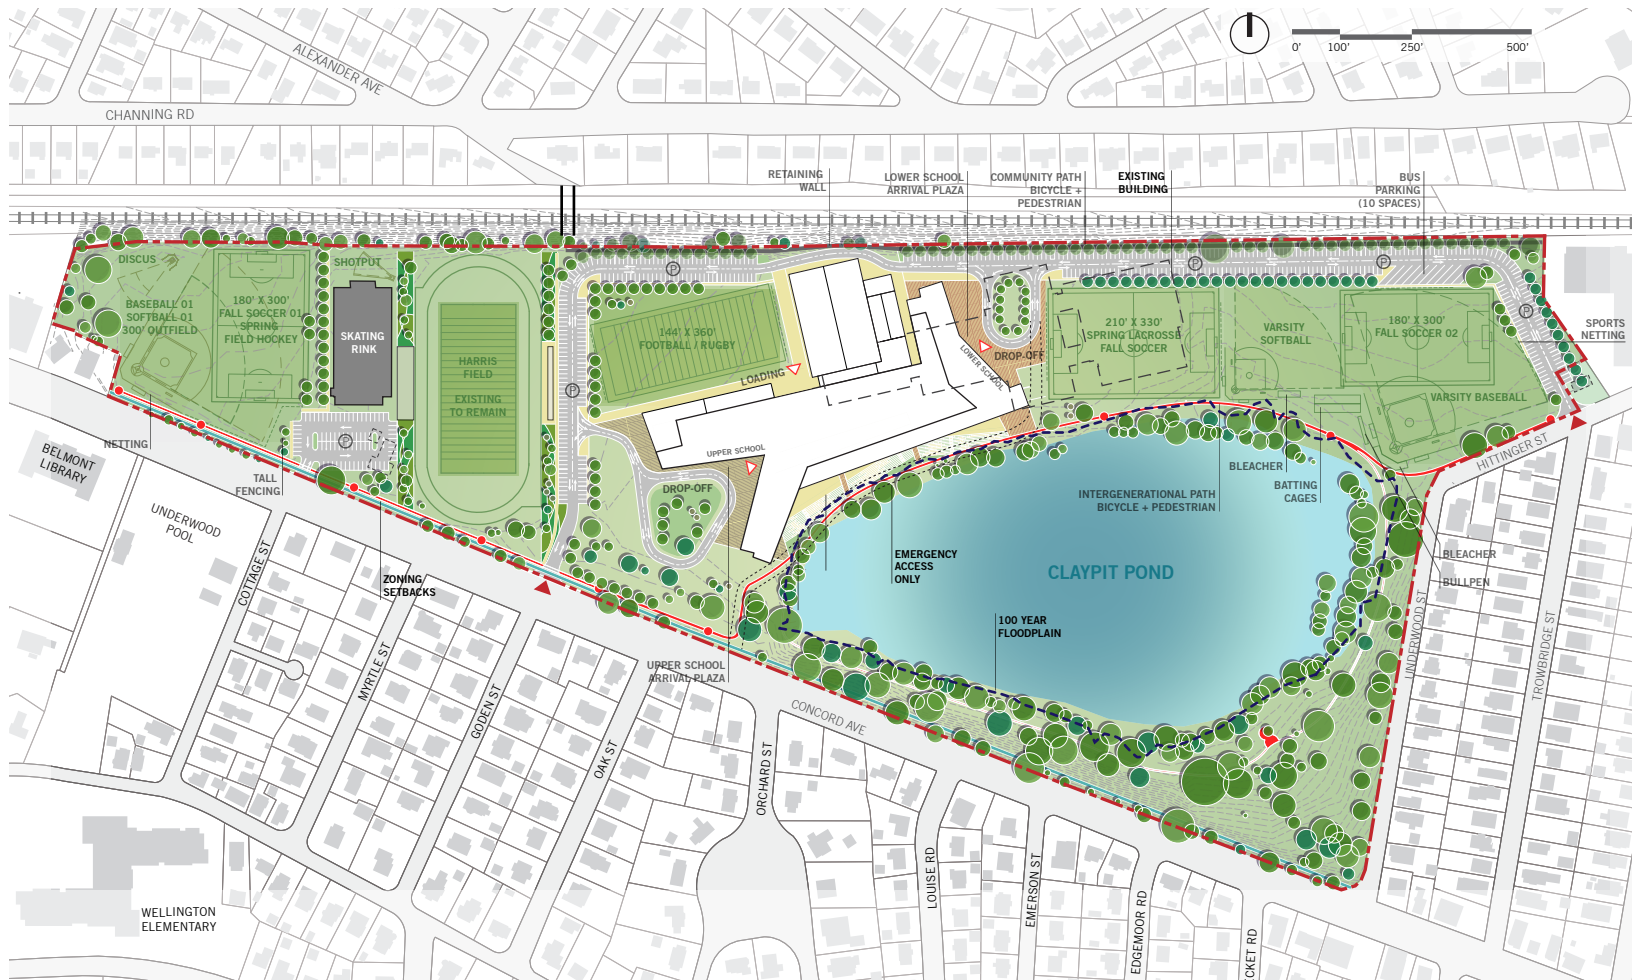 0'
100'
250'
500'
ALEXANDER AVE
CHANNING RD
RETAINING
WALL
LOWER SCHOOL
ARRIVAL PLAZA
COMMUNITY PATH
BICYCLE +
PEDESTRIAN
EXISTING
BUILDING
BUS
PARKING
(10 SPACES)
DISCUS
SHOTPUT
BASEBALL 01
SOFTBALL 01
300' OUTFIELD
180' X 300'
FALL SOCCER 01
SPRING
FIELD HOCKEY
SKATING
RINK
HARRIS
FIELD
EXISTING
TO REMAIN
P
P
P
P
P
P
144' X 360'
FOOTBALL / RUGBY
LOADING
LOWER SCHOOL
DROP-OFF
210' X 330'
SPRING LACROSSE
FALL SOCCER
VARSITY
SOFTBALL
180' X 300'
FALL SOCCER 02
VARSITY BASEBALL
SPORTS
NETTING
HITTINGER ST
NETTING
BELMONT
LIBRARY
TALL
FENCING
UNDERWOOD
POOL
UPPER SCHOOL
DROP-OFF
BLEACHER
BATTING
CAGES
INTERGENERATIONAL PATH
BICYCLE + PEDESTRIAN
EMERGENCY
ACCESS
ONLY
CLAYPIT POND
BLEACHER
BULLPEN
ZONING
SETBACKS
100 YEAR
FLOODPLAIN
UPPER SCHOOL
ARRIVAL PLAZA
COTTAGE ST
MYRTLE ST
GODEN ST
OAK ST
CONCORD AVE
ORCHARD ST
UNDERWOOD ST
TROWBRIDGE ST
LOUISE RD
EMERSON ST
EDGEMOOR RD
CKET RD
WELLINGTON
ELEMENTARY